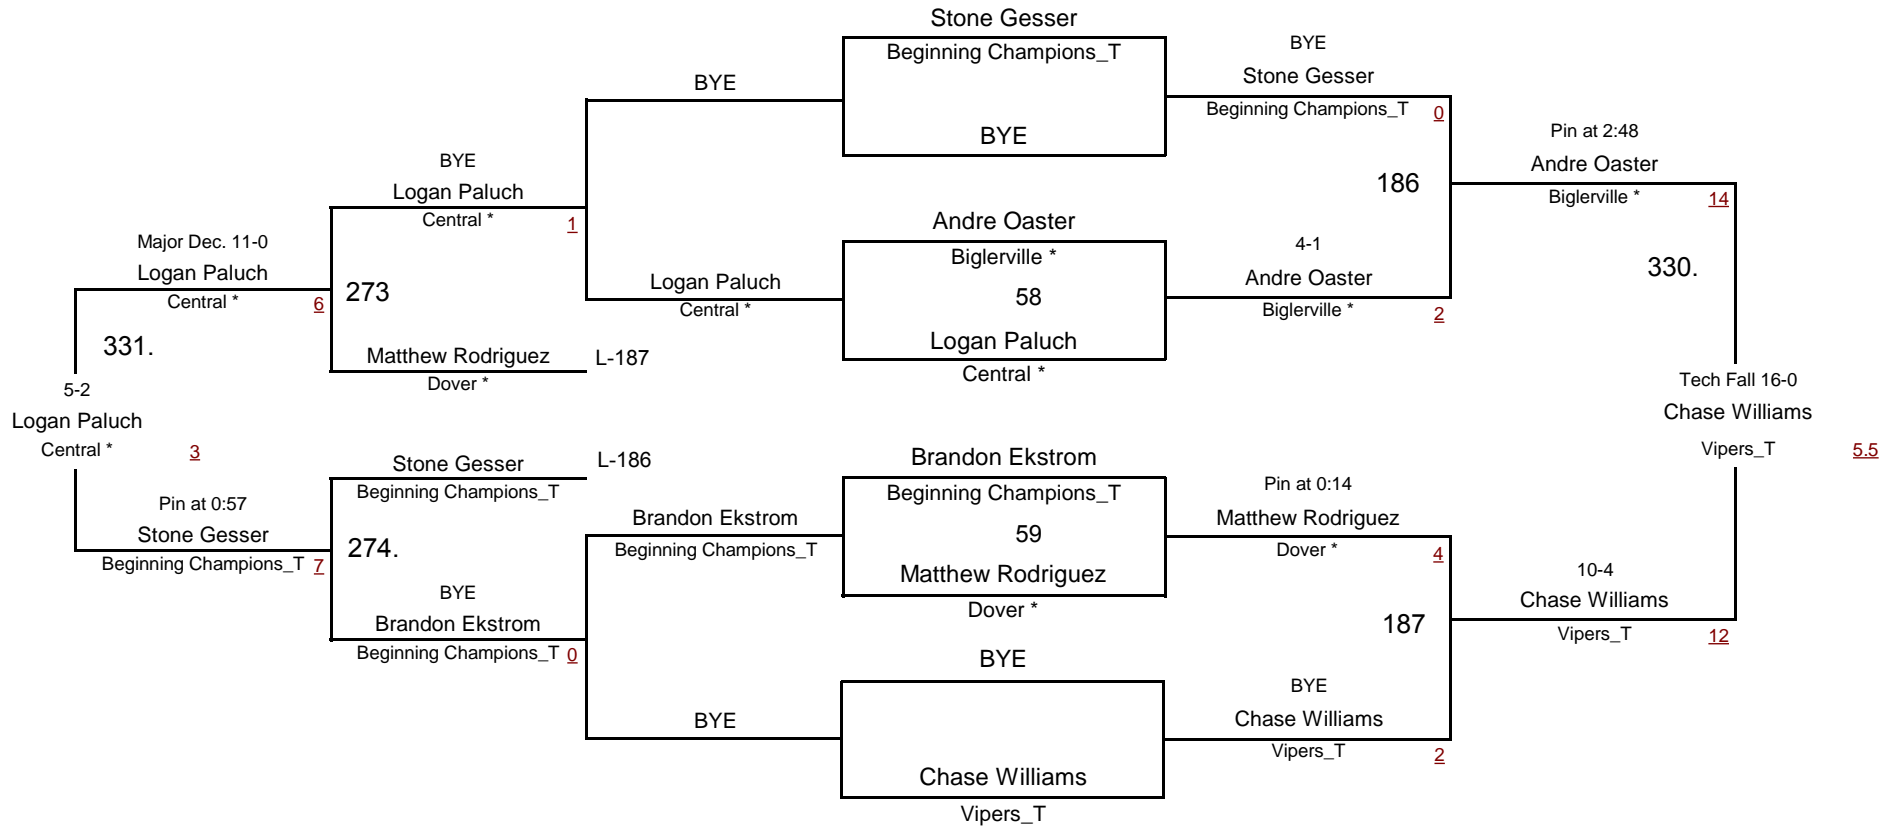 Stone Gesser
Beginning Champions_T
BYE
BYE
BYE
Stone Gesser
Beginning Champions_T
0
Pin at 2:48
Andre Oaster
Biglerville *
14
BYE
Logan Paluch
Central *
1
186
Andre Oaster
Biglerville *
58
Logan Paluch
Central *
4-1
Andre Oaster
Biglerville *
2
330.
Major Dec. 11-0
Logan Paluch
Central *
6
273
Logan Paluch
Central *
331.
Matthew Rodriguez
L-187
Dover *
5-2
Logan Paluch
Central *
3
Tech Fall 16-0
Chase Williams
Vipers_T
5.5
Stone Gesser
L-186
Beginning Champions_T
Brandon Ekstrom
Beginning Champions_T
59
Matthew Rodriguez
Dover *
Pin at 0:14
Matthew Rodriguez
Dover *
4
Pin at 0:57
Stone Gesser
Beginning Champions_T
7
274.
Brandon Ekstrom
Beginning Champions_T
BYE
Brandon Ekstrom
Beginning Champions_T
0
187
10-4
Chase Williams
Vipers_T
12
BYE
BYE
Chase Williams
Vipers_T
BYE
Chase Williams
Vipers_T
2